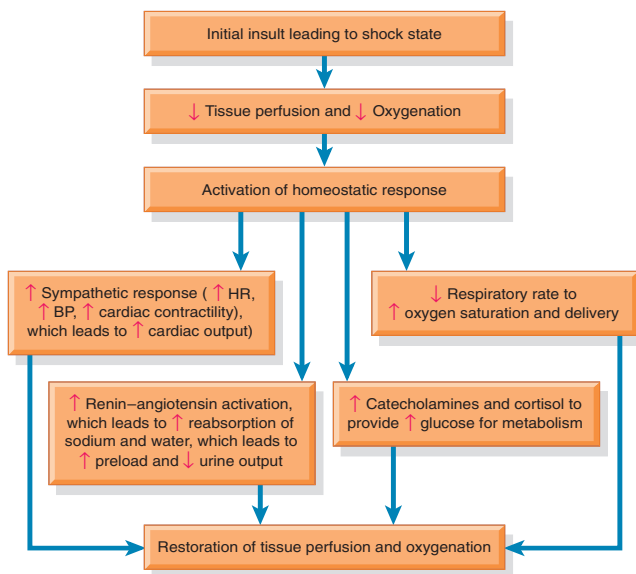 Initial insult leading to shock state
↓ Tissue perfusion and ↓ Oxygenation
Activation of homeostatic response
↑ Sympathetic response ( ↑ HR,
↑ BP, ↑ cardiac contractility),
which leads to ↑ cardiac output)
↓ Respiratory rate to
↑ oxygen saturation and delivery
↑ Renin–angiotensin activation,
which leads to ↑ reabsorption of
sodium and water, which leads to
↑ preload and ↓ urine output
↑ Catecholamines and cortisol to
provide ↑ glucose for metabolism
Restoration of tissue perfusion and oxygenation